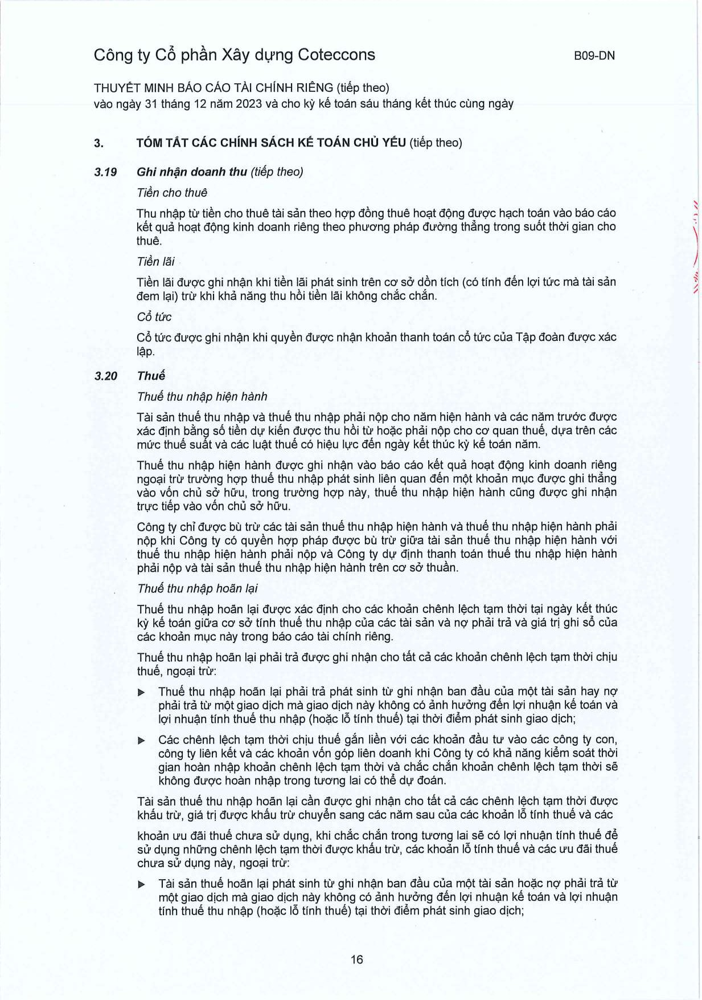 Công ty Cổ phần Xây dựng Coteccons
B09-DN
THUYẾT MINH BÁO CÁO TÀI CHÍNH RIÊNG (tiếp theo)
vào ngày 31 tháng 12 năm 2023 và cho kỳ kế toán sáu tháng kết thúc cùng ngày
3. TÓM TẮT CÁC CHÍNH SÁCH KẾ TOÁN CHỦ YẾU (tiếp theo)
3.19 Ghi nhận doanh thu (tiếp theo)
Tiền cho thuê
Thu nhập từ tiền cho thuê tài sản theo hợp đồng thuê hoạt động được hạch toán vào báo cáo
kết quả hoạt động kinh doanh riêng theo phương pháp đường thẳng trong suốt thời gian cho
thuê.
Tiền lãi
Tiền lãi được ghi nhận khi tiền lãi phát sinh trên cơ sở dồn tích (có tính đến lợi tức mà tài sản
đem lại) trừ khi khả năng thu hồi tiền lãi không chắc chắn.
Cổ tức
Cổ tức được ghi nhận khi quyền được nhận khoản thanh toán cổ tức của Tập đoàn được xác
lập.
3.20 Thuế
Thuế thu nhập hiện hành
Tài sản thuế thu nhập và thuế thu nhập phải nộp cho năm hiện hành và các năm trước được
xác định bằng số tiền dự kiến được thu hồi từ hoặc phải nộp cho cơ quan thuế, dựa trên các
mức thuế suất và các luật thuế có hiệu lực đến ngày kết thúc kỳ kế toán năm.
Thuế thu nhập hiện hành được ghi nhận vào báo cáo kết quả hoạt động kinh doanh riêng
ngoại trừ trường hợp thuế thu nhập phát sinh liên quan đến một khoản mục được ghi thẳng
vào vốn chủ sở hữu, trong trường hợp này, thuế thu nhập hiện hành cũng được ghi nhận
trực tiếp vào vốn chủ sở hữu.
Công ty chỉ được bù trừ các tài sản thuế thu nhập hiện hành và thuế thu nhập hiện hành phải
nộp khi Công ty có quyền hợp pháp được bù trừ giữa tài sản thuế thu nhập hiện hành với
thuế thu nhập hiện hành phải nộp và Công ty dự định thanh toán thuế thu nhập hiện hành
phải nộp và tài sản thuế thu nhập hiện hành trên cơ sở thuần.
Thuế thu nhập hoãn lại
Thuế thu nhập hoãn lại được xác định cho các khoản chênh lệch tạm thời tại ngày kết thúc
kỳ kế toán giữa cơ sở tính thuế thu nhập của các tài sản và nợ phải trả và giá trị ghi sổ của
các khoản mục này trong báo cáo tài chính riêng.
Thuế thu nhập hoãn lại phải trả được ghi nhận cho tất cả các khoản chênh lệch tạm thời chịu
thuế, ngoại trừ:
▶ Thuế thu nhập hoãn lại phải trả phát sinh từ ghi nhận ban đầu của một tài sản hay nợ
phải trả từ một giao dịch mà giao dịch này không có ảnh hưởng đến lợi nhuận kế toán và
lợi nhuận tính thuế thu nhập (hoặc lỗ tính thuế) tại thời điểm phát sinh giao dịch;
▶ Các chênh lệch tạm thời chịu thuế gắn liền với các khoản đầu tư vào các công ty con,
công ty liên kết và các khoản vốn góp liên doanh khi Công ty có khả năng kiểm soát thời
gian hoàn nhập khoản chênh lệch tạm thời và chắc chắn khoản chênh lệch tạm thời sẽ
không được hoàn nhập trong tương lai có thể dự đoán.
Tài sản thuế thu nhập hoãn lại cần được ghi nhận cho tất cả các chênh lệch tạm thời được
khấu trừ, giá trị được khấu trừ chuyển sang các năm sau của các khoản lỗ tính thuế và các
khoản ưu đãi thuế chưa sử dụng, khi chắc chắn trong tương lai sẽ có lợi nhuận tính thuế để
sử dụng những chênh lệch tạm thời được khấu trừ, các khoản lỗ tính thuế và các ưu đãi thuế
chưa sử dụng này, ngoại trừ:
▶ Tài sản thuế hoãn lại phát sinh từ ghi nhận ban đầu của một tài sản hoặc nợ phải trả từ
một giao dịch mà giao dịch này không có ảnh hưởng đến lợi nhuận kế toán và lợi nhuận
tính thuế thu nhập (hoặc lỗ tính thuế) tại thời điểm phát sinh giao dịch;
16